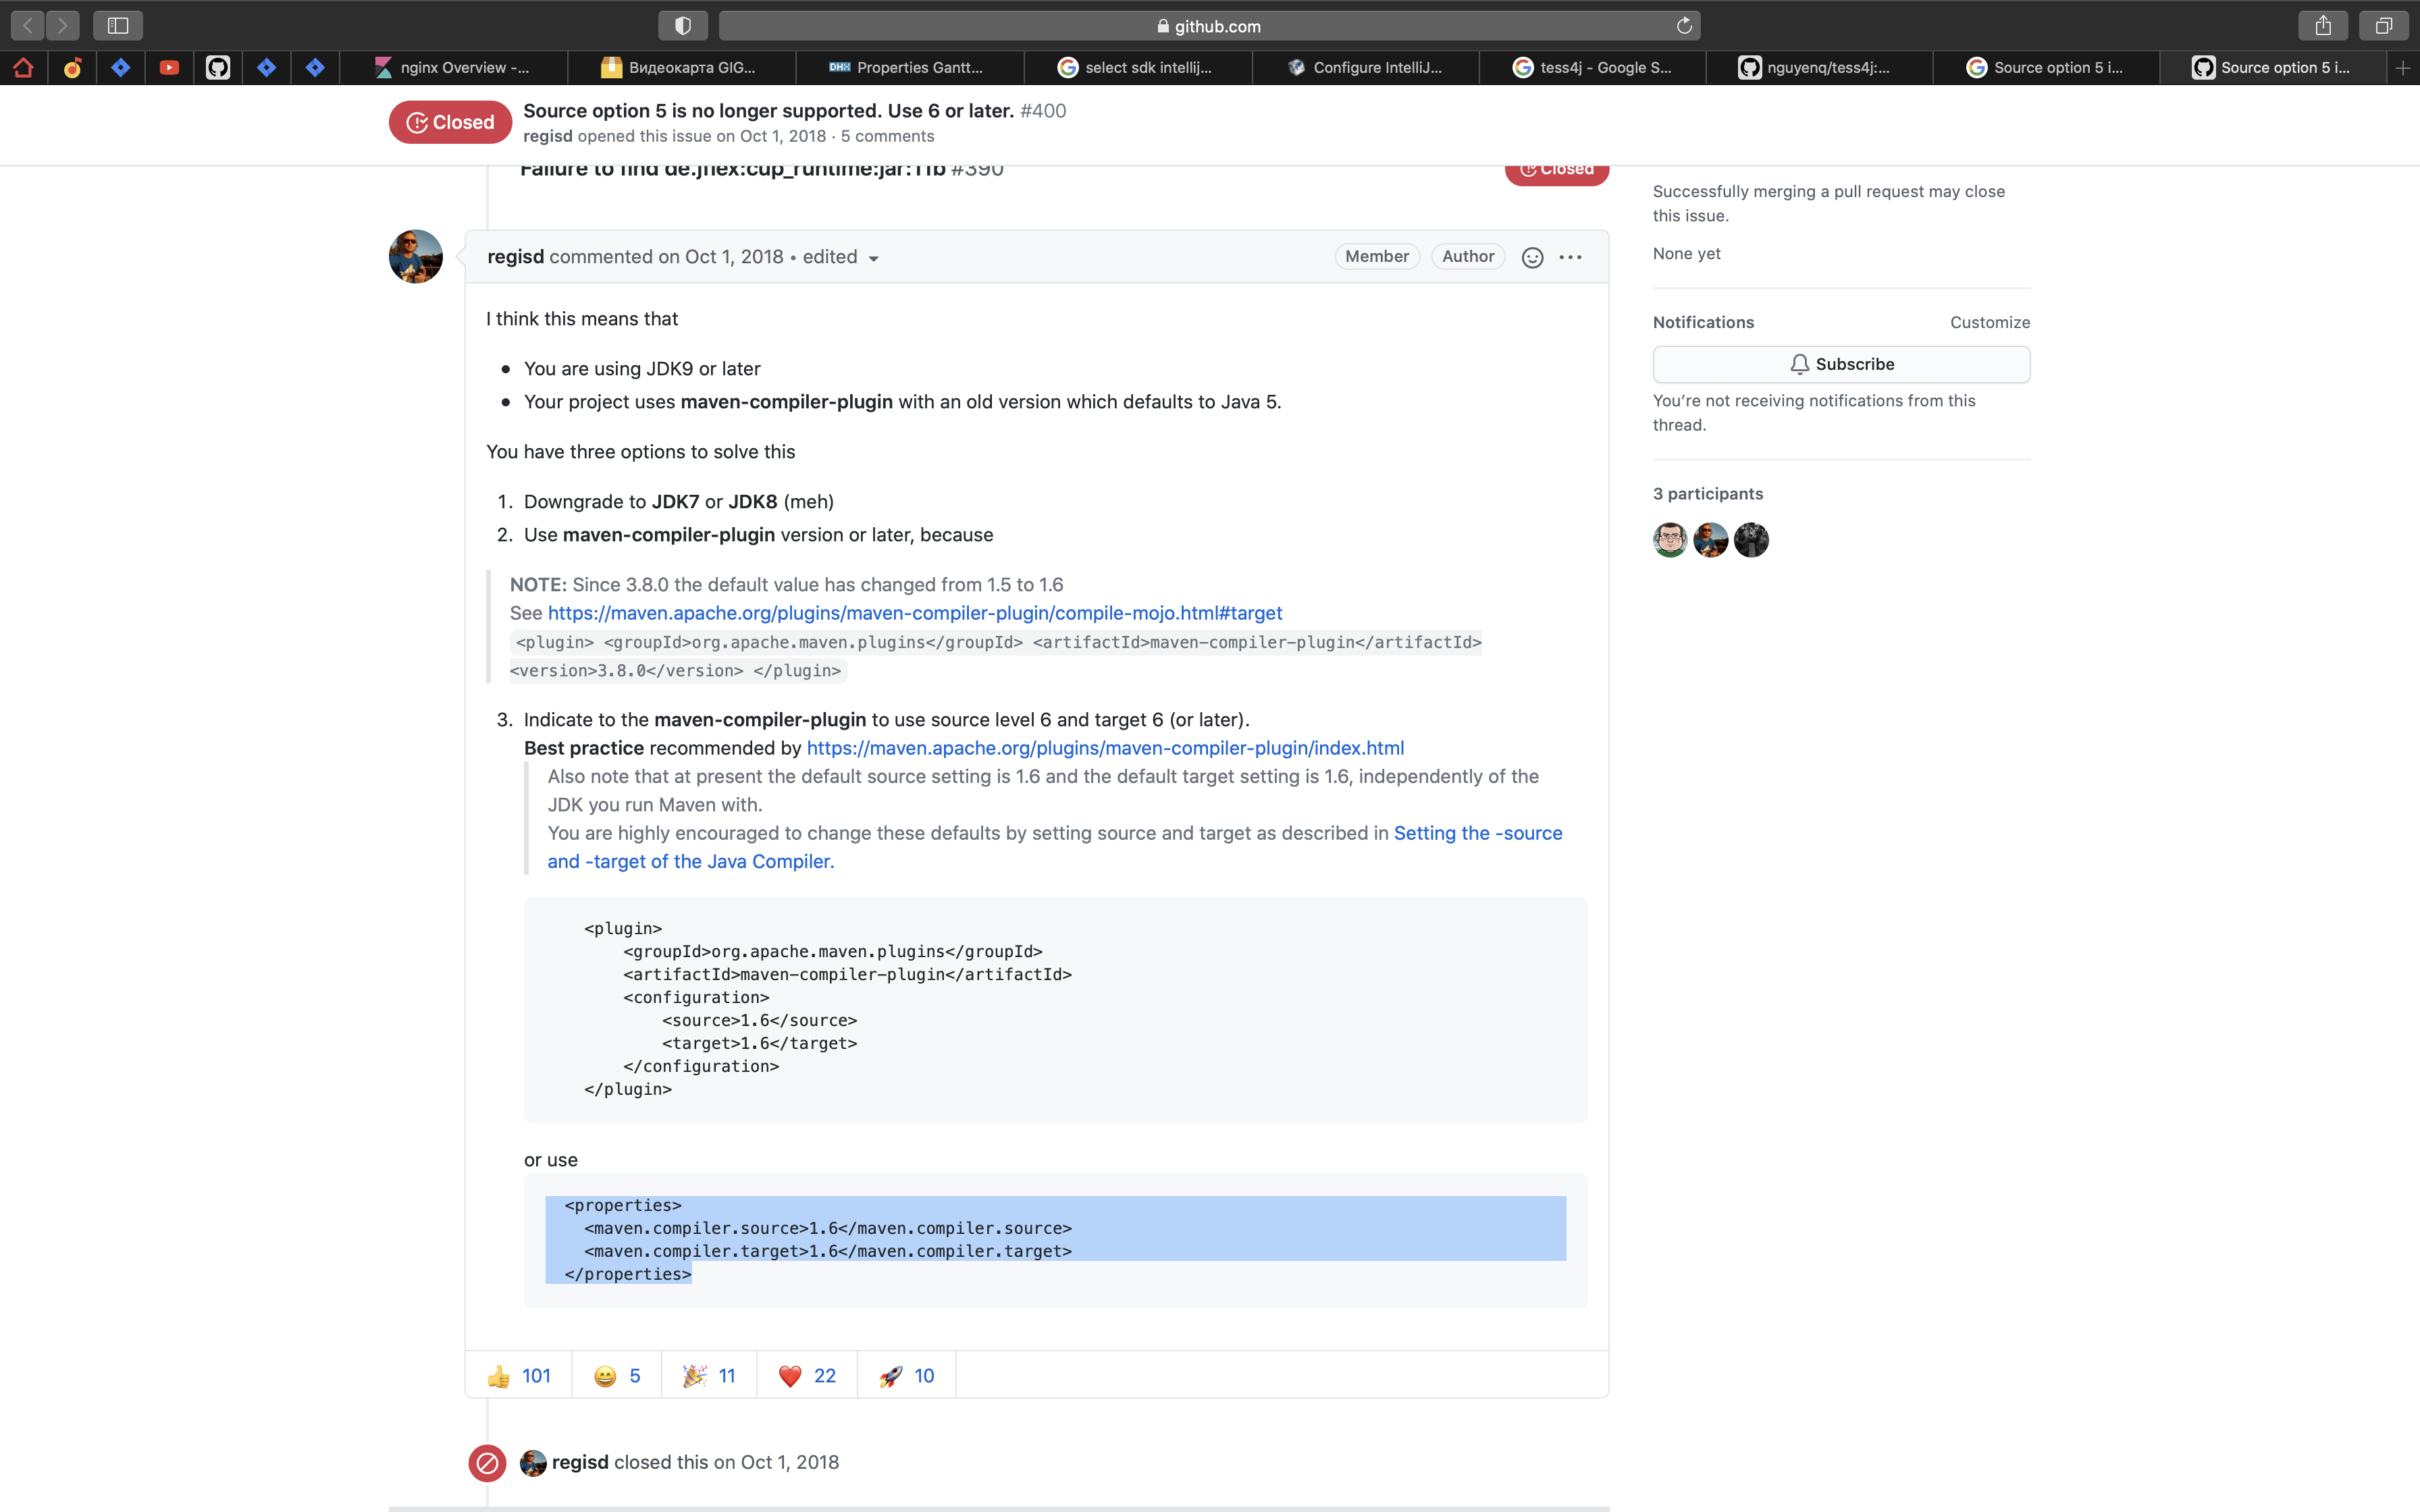 github.com
nginx Overview -...
Видеокарта GIG...
DHX Properties Gantt...
select sdk intellij...
Configure IntelliJ...
tess4j - Google S...
nguyenq/tess4j:...
Source option 5 i...
Source option 5 i...
Closed
Source option 5 is no longer supported. Use 6 or later. #400
regisd opened this issue on Oct 1, 2018 · 5 comments
Failure to find de.jflex:cup_runtime:jar:11b #390
Closed
Successfully merging a pull request may close
this issue.
None yet
Notifications
Customize
Subscribe
You’re not receiving notifications from this
thread.
3 participants
regisd commented on Oct 1, 2018 • edited
Member
Author
I think this means that
• You are using JDK9 or later
• Your project uses maven-compiler-plugin with an old version which defaults to Java 5.
You have three options to solve this
1. Downgrade to JDK7 or JDK8 (meh)
2. Use maven-compiler-plugin version or later, because
NOTE: Since 3.8.0 the default value has changed from 1.5 to 1.6
See https://maven.apache.org/plugins/maven-compiler-plugin/compile-mojo.html#target
<plugin> <groupId>org.apache.maven.plugins</groupId> <artifactId>maven-compiler-plugin</artifactId>
<version>3.8.0</version> </plugin>
3. Indicate to the maven-compiler-plugin to use source level 6 and target 6 (or later).
Best practice recommended by https://maven.apache.org/plugins/maven-compiler-plugin/index.html
Also note that at present the default source setting is 1.6 and the default target setting is 1.6, independently of the
JDK you run Maven with.
You are highly encouraged to change these defaults by setting source and target as described in Setting the -source
and -target of the Java Compiler.
<plugin>
<groupId>org.apache.maven.plugins</groupId>
<artifactId>maven-compiler-plugin</artifactId>
<configuration>
<source>1.6</source>
<target>1.6</target>
</configuration>
</plugin>
or use
<properties>
<maven.compiler.source>1.6</maven.compiler.source>
<maven.compiler.target>1.6</maven.compiler.target>
</properties>
101
5
11
22
10
regisd closed this on Oct 1, 2018